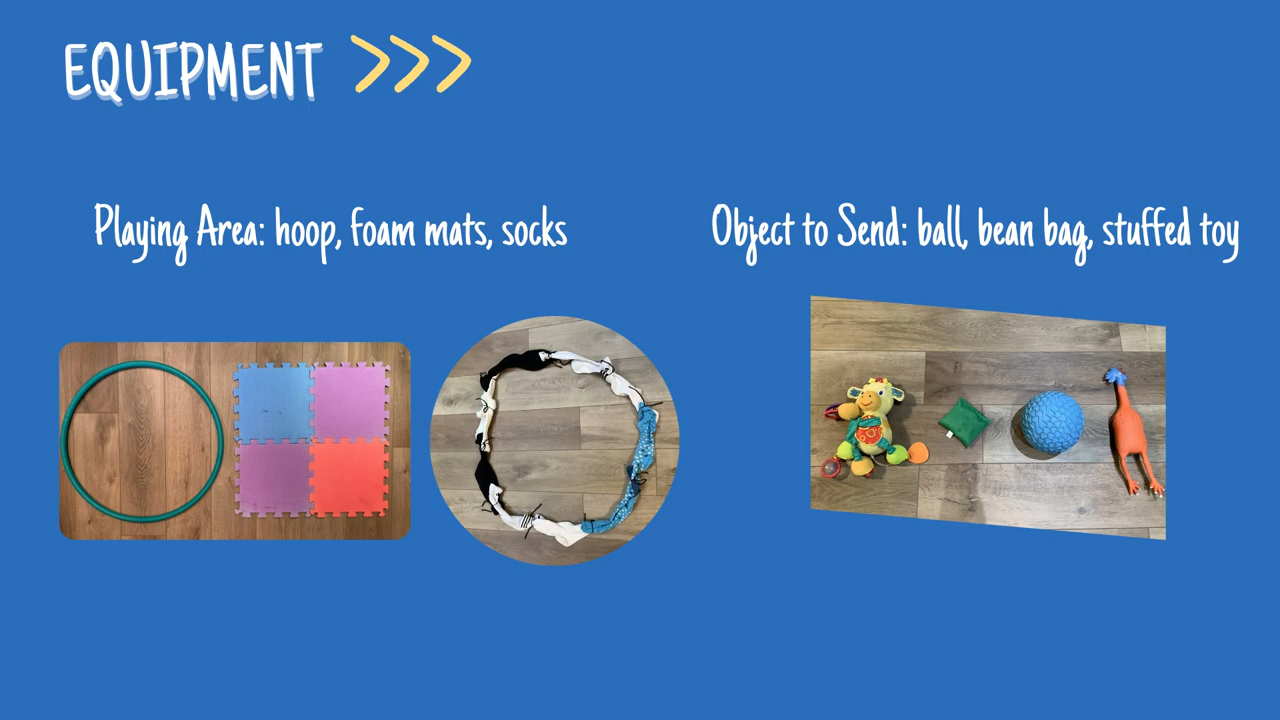 EQUIPMENT >>>
Playing Area: hoop, foam mats, socks
Object to Send: ball, bean bag, stuffed toy